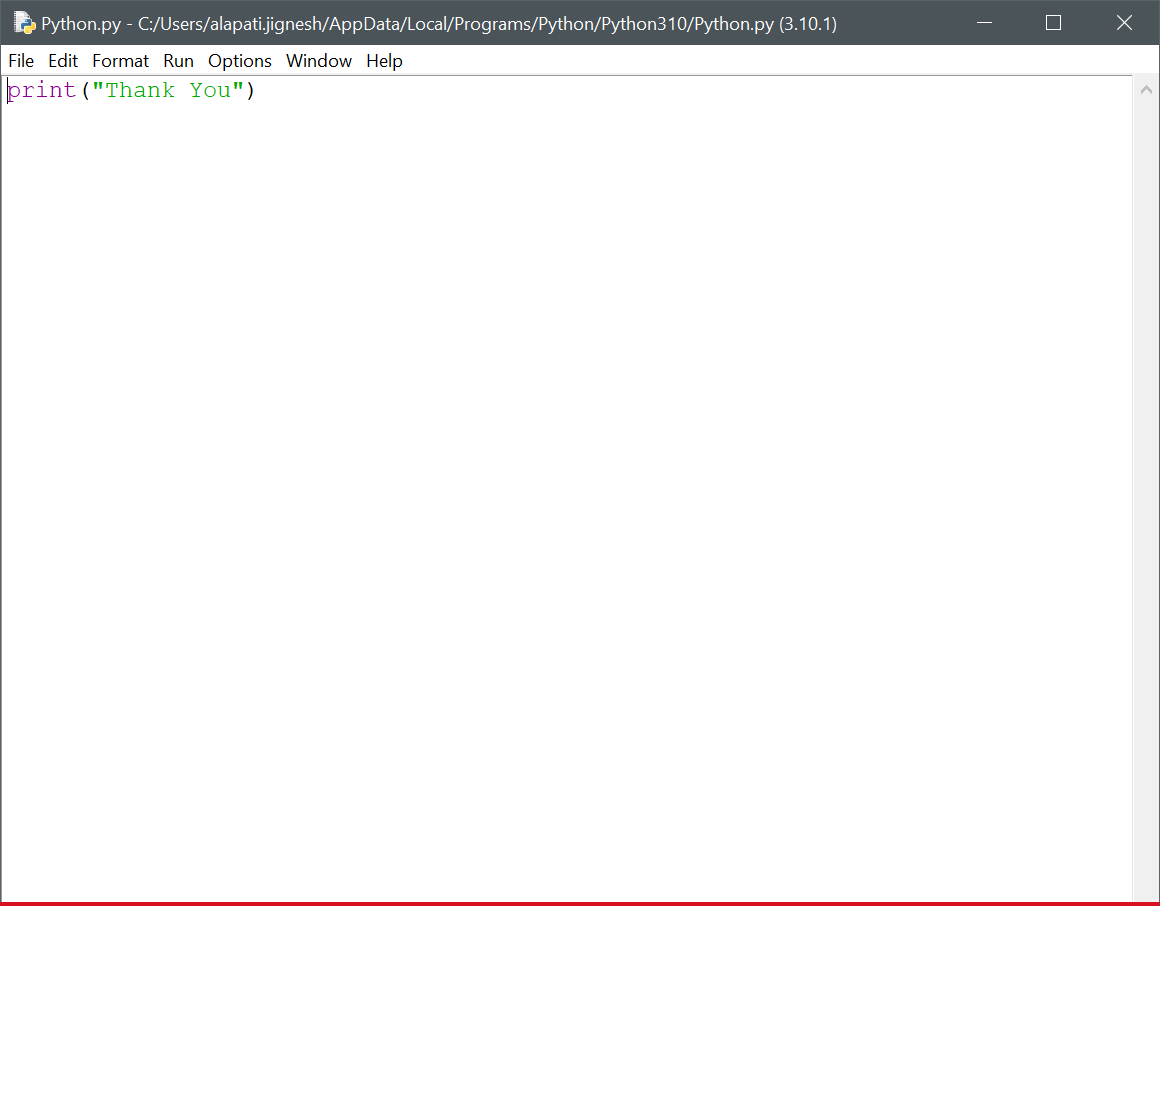 Python.py - C:/Users/alapati.jignesh/AppData/Local/Programs/Python/Python310/Python.py (3.10.1)
File Edit Format Run Options Window Help
print("Thank You")